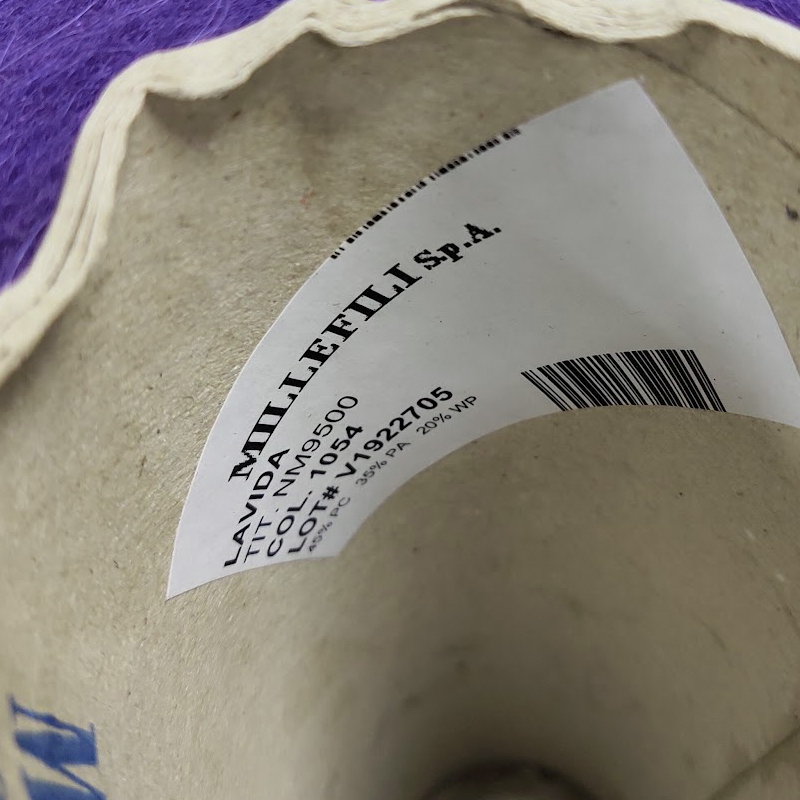 MILLEFILI S.p.A.
LAVIDA
TIT. NM9500
COL. 1054
LOT# V1922705
45% PC 35% PA 20% WP
W